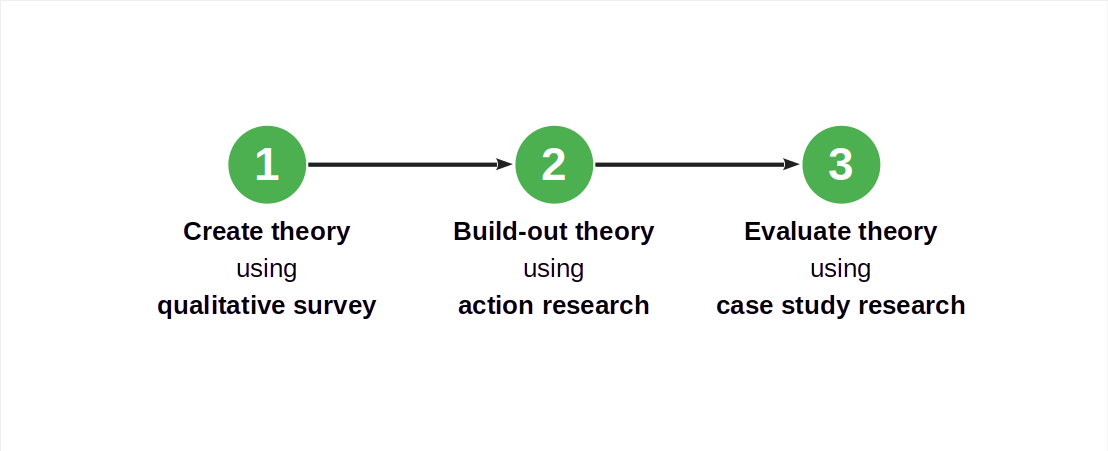 1
2
3
Create theory
using
qualitative survey
Build-out theory
using
action research
Evaluate theory
using
case study research